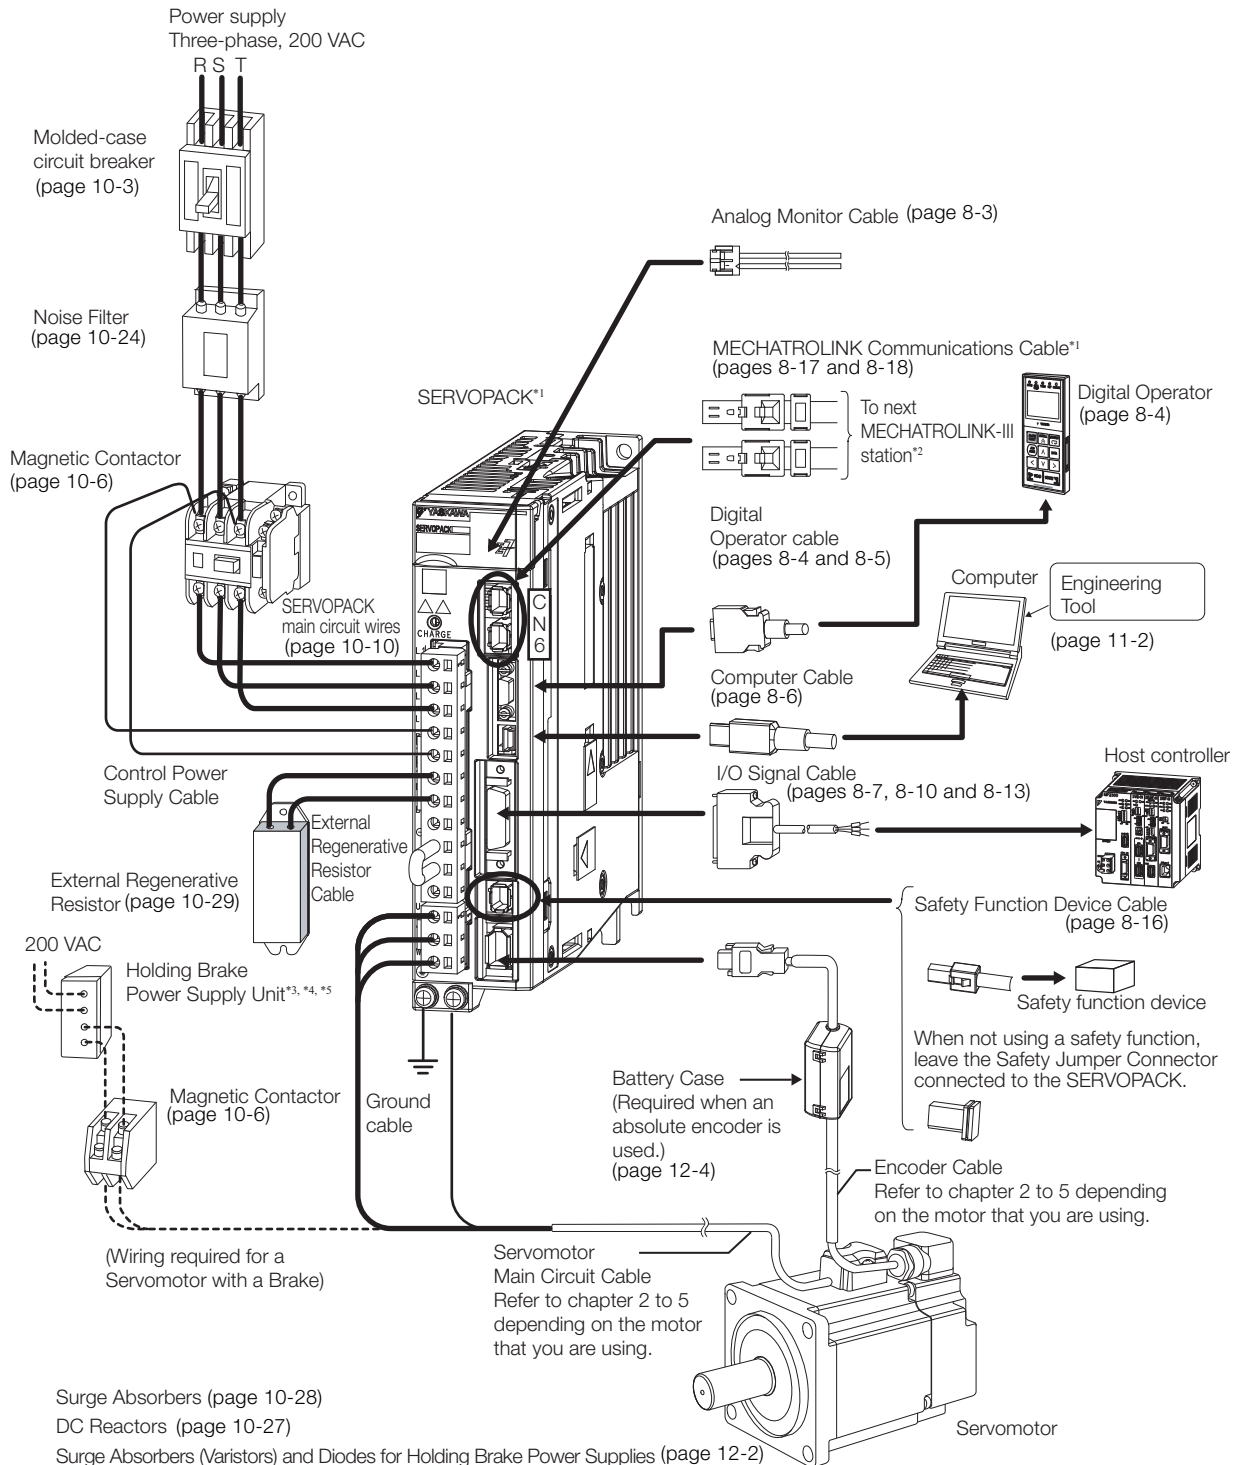 Power supply
Three-phase, 200 VAC
R S T
Molded-case
circuit breaker
(page 10-3)
Noise Filter
(page 10-24)
Magnetic Contactor
(page 10-6)
SERVOPACK
main circuit wires
(page 10-10)
Control Power
Supply Cable
External
Regenerative
Resistor
Cable
External Regenerative
Resistor (page 10-29)
200 VAC
Holding Brake
Power Supply Unit*3, *4, *5
Magnetic Contactor
(page 10-6)
(Wiring required for a
Servomotor with a Brake)
Ground
cable
SERVOPACK*1
YASKAWA
SERVOPACK
CHARGE
CN6
Analog Monitor Cable (page 8-3)
MECHATROLINK Communications Cable*1
(pages 8-17 and 8-18)
To next
MECHATROLINK-III
station*2
Digital Operator
(page 8-4)
Digital
Operator cable
(pages 8-4 and 8-5)
Computer
Engineering
Tool
(page 11-2)
Computer Cable
(page 8-6)
I/O Signal Cable
(pages 8-7, 8-10 and 8-13)
Host controller
Safety Function Device Cable
(page 8-16)
Safety function device
When not using a safety function,
leave the Safety Jumper Connector
connected to the SERVOPACK.
Battery Case
(Required when an
absolute encoder is
used.)
(page 12-4)
Encoder Cable
Refer to chapter 2 to 5 depending
on the motor that you are using.
Servomotor
Main Circuit Cable
Refer to chapter 2 to 5
depending on the motor
that you are using.
Servomotor
Surge Absorbers (page 10-28)
DC Reactors (page 10-27)
Surge Absorbers (Varistors) and Diodes for Holding Brake Power Supplies (page 12-2)